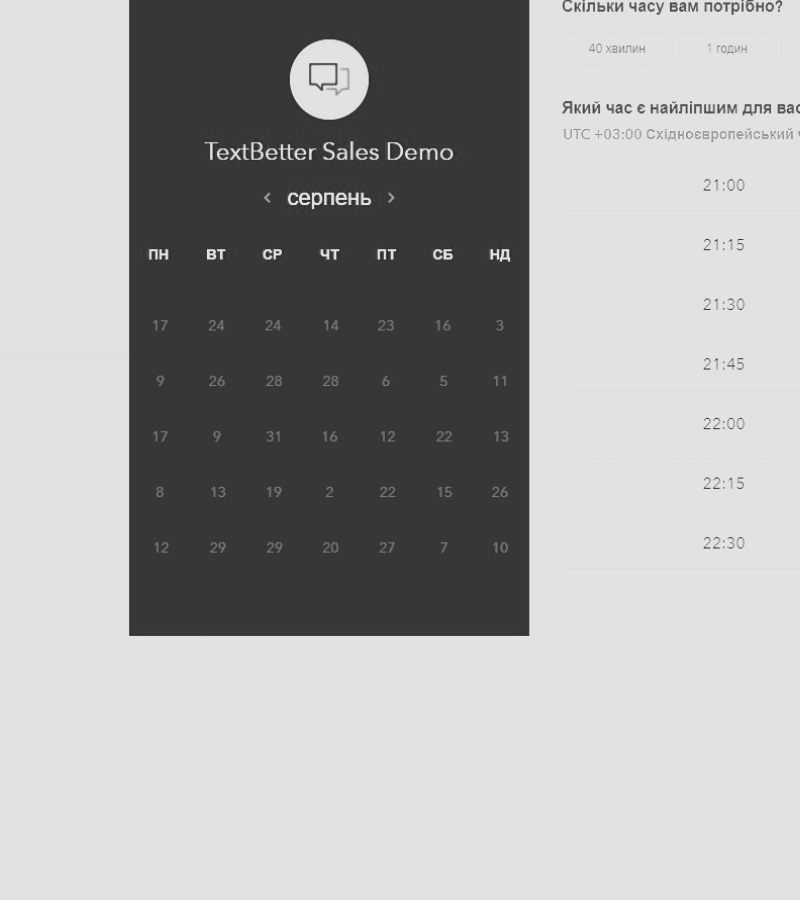 TextBetter Sales Demo
серпень
ПН ВТ СР ЧТ ПТ СБ НД
17 24 24 14 23 16 3
9 26 28 28 6 5 11
17 9 31 16 12 22 13
8 13 19 2 22 15 26
12 29 29 20 27 7 10
Скільки часу вам потрібно?
40 хвилин 1 годин
Який час є найліпшим для вас
UTC +03:00 Східноєвропейський
21:00
21:15
21:30
21:45
22:00
22:15
22:30